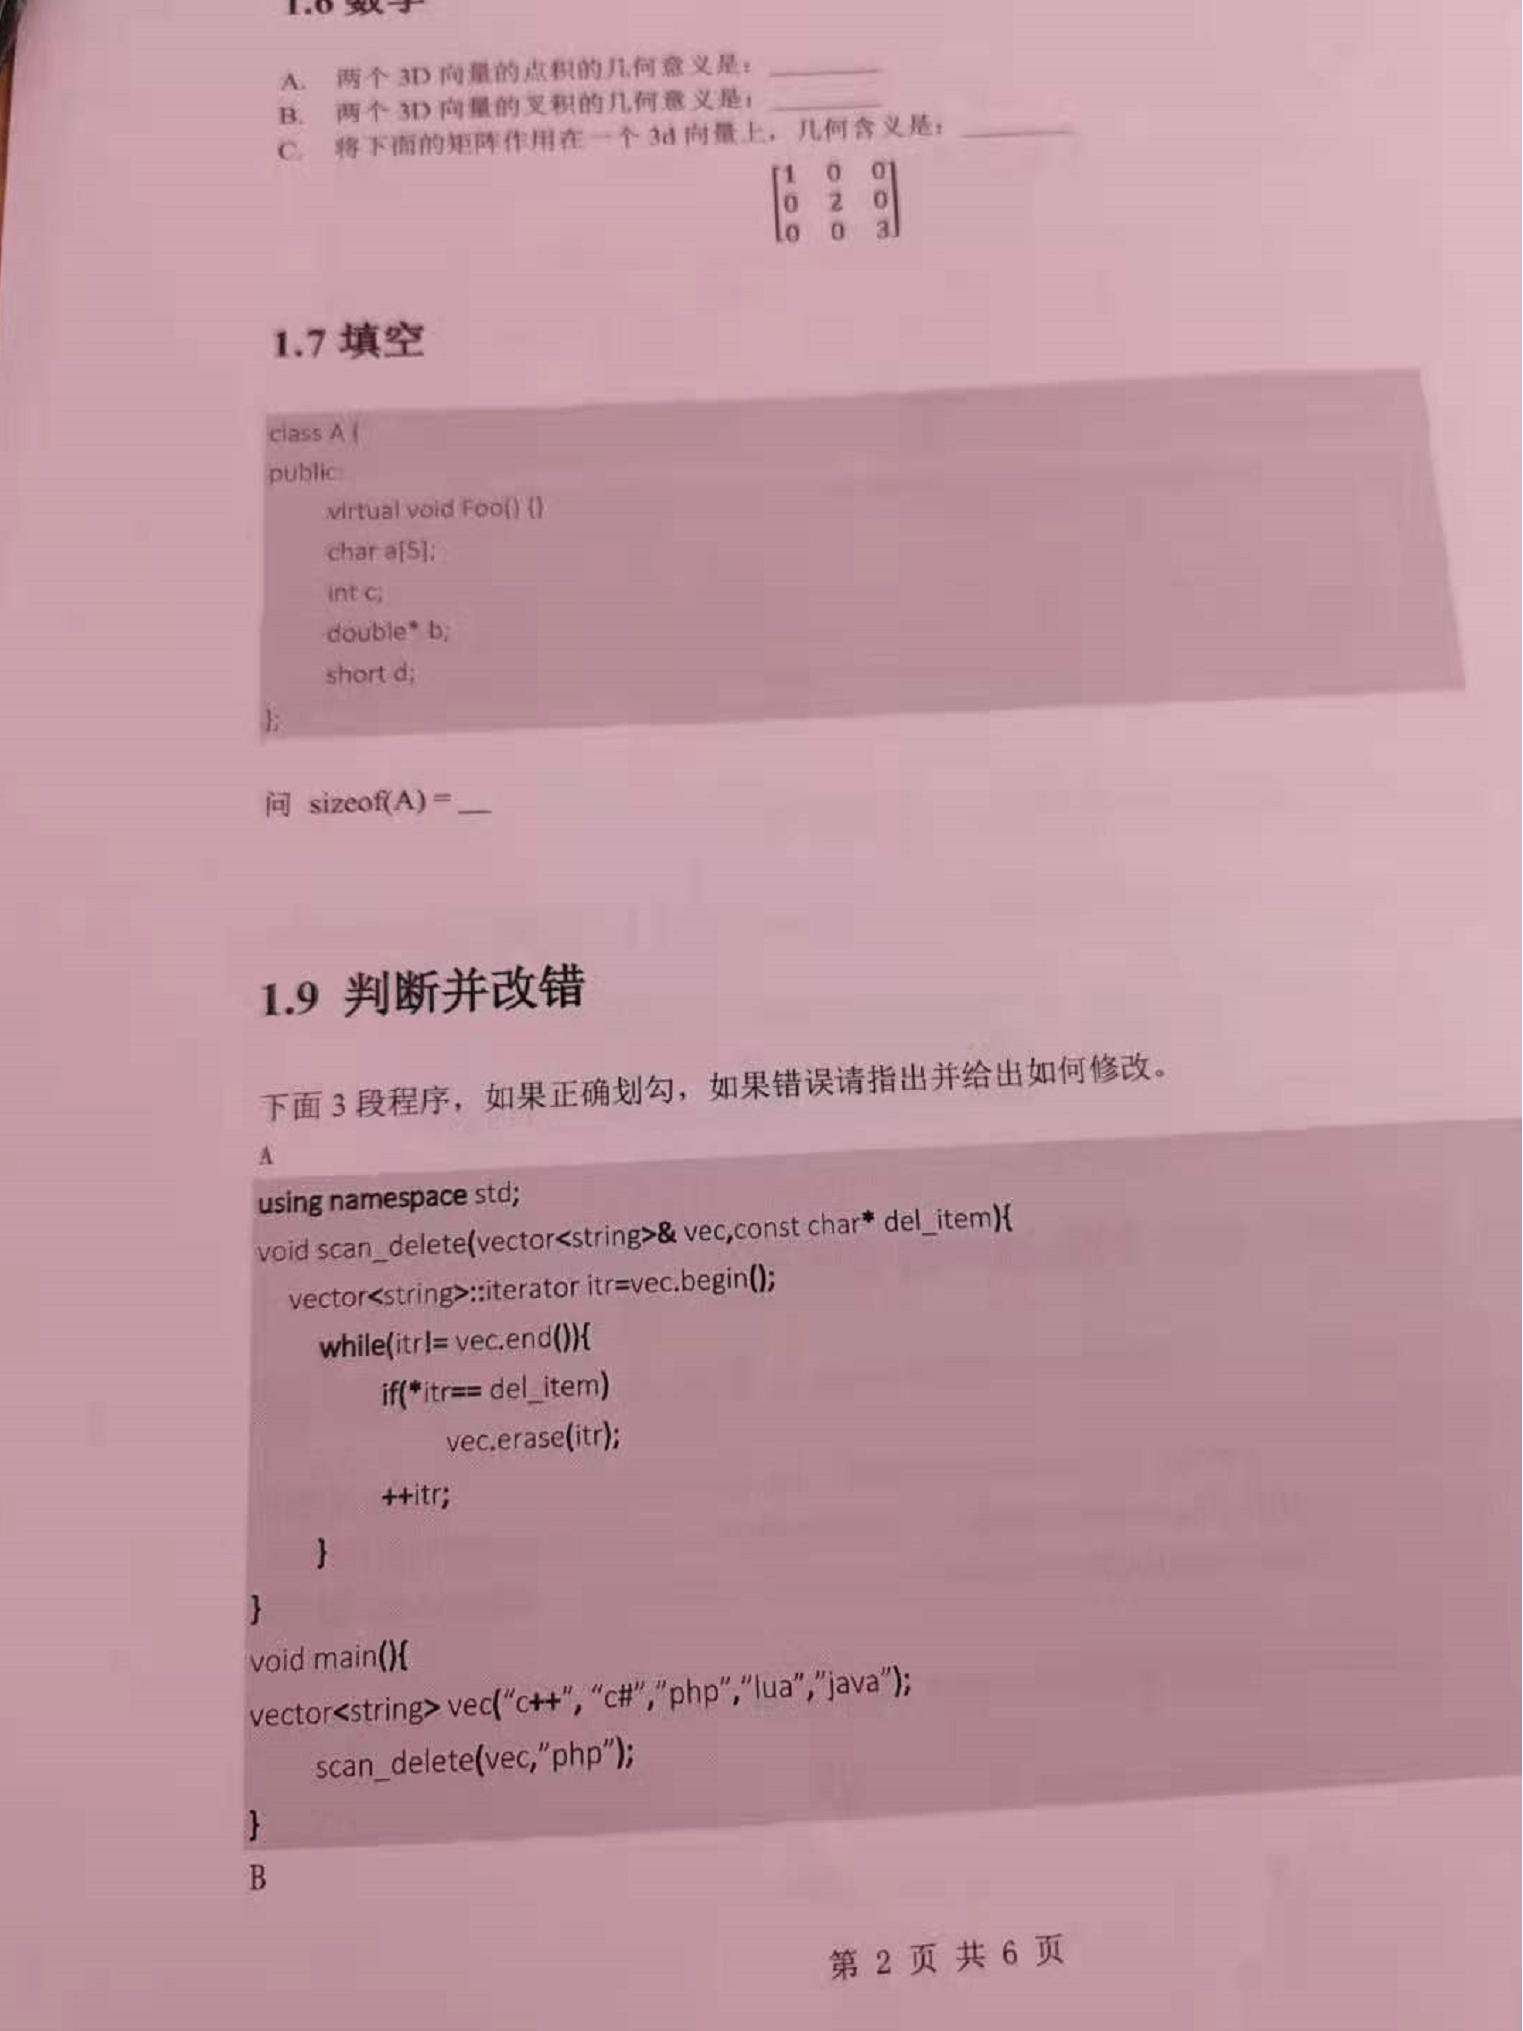 1.6 数学
A. 两个 3D 向量的点积的几何意义是：
B. 两个 3D 向量的叉积的几何意义是：
C. 将下面的矩阵作用在一个 3d 向量上，几何含义是：
1 0 0
0 2 0
0 0 3
1.7 填空
class A {
public:
virtual void Foo() {}
char a[5];
int c;
double* b;
short d;
};
问 sizeof(A) = __
1.9 判断并改错
下面 3 段程序，如果正确划勾，如果错误请指出并给出如何修改。
A
using namespace std;
void scan_delete(vector<string>& vec,const char* del_item){
vector<string>::iterator itr=vec.begin();
while(itr!= vec.end()){
if(*itr== del_item)
vec.erase(itr);
++itr;
}
}
void main(){
vector<string> vec(“c++”, “c#”,”php”,”lua”,”java”);
scan_delete(vec,”php”);
}
B
第 2 页 共 6 页